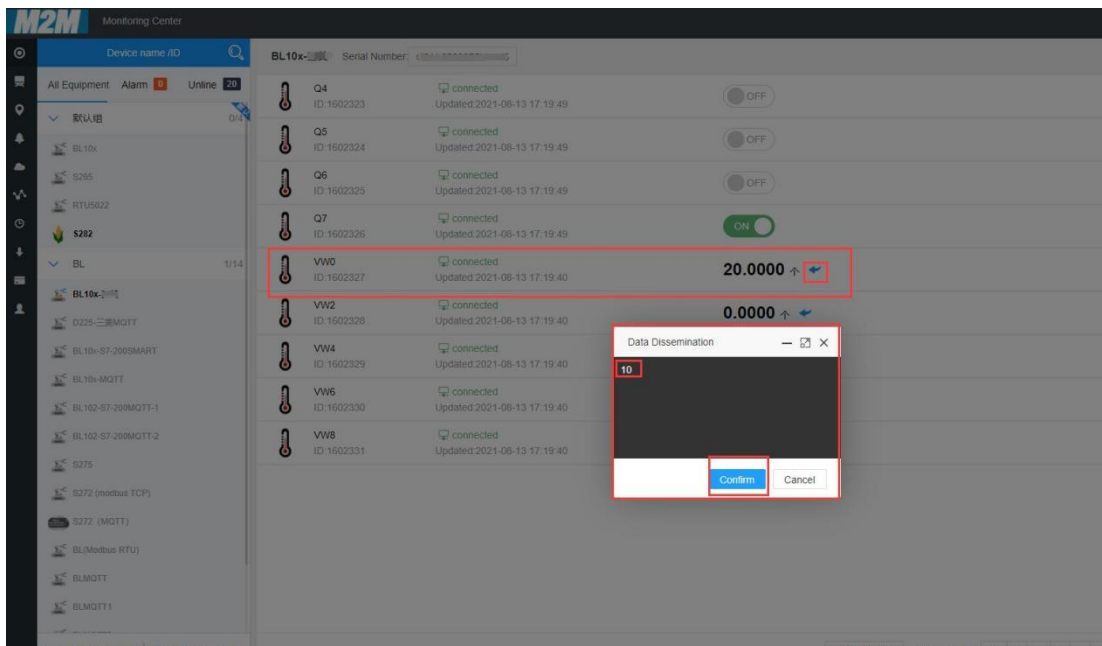 M2M Monitoring Center
Device name /ID
All Equipment Alarm 0 Unline 20
默认组 0/4
BL10x
S265
RTU5022
S282
BL 1/14
BL10x-
D225-三菱MQTT
BL10x-S7-200SMART
BL10x-MQTT
BL102-S7-200MQTT-1
BL102-S7-200MQTT-2
S275
S272 (modbus TCP)
S272 (MQTT)
BL(Modbus RTU)
BLMQTT
BLMQTT1
BL10x- Serial Number:
Q4 connected OFF
ID:1602323 Updated:2021-08-13 17:19:49
Q5 connected OFF
ID:1602324 Updated:2021-08-13 17:19:49
Q6 connected OFF
ID:1602325 Updated:2021-08-13 17:19:49
Q7 connected ON
ID:1602326 Updated:2021-08-13 17:19:49
VW0 connected 20.0000 个
ID:1602327 Updated:2021-08-13 17:19:40
VW2 connected 0.0000 个
ID:1602328 Updated:2021-08-13 17:19:40
VW4 connected
ID:1602329 Updated:2021-08-13 17:19:40
VW6 connected
ID:1602330 Updated:2021-08-13 17:19:40
VW8 connected
ID:1602331 Updated:2021-08-13 17:19:40
Data Dissemination
10
Confirm Cancel